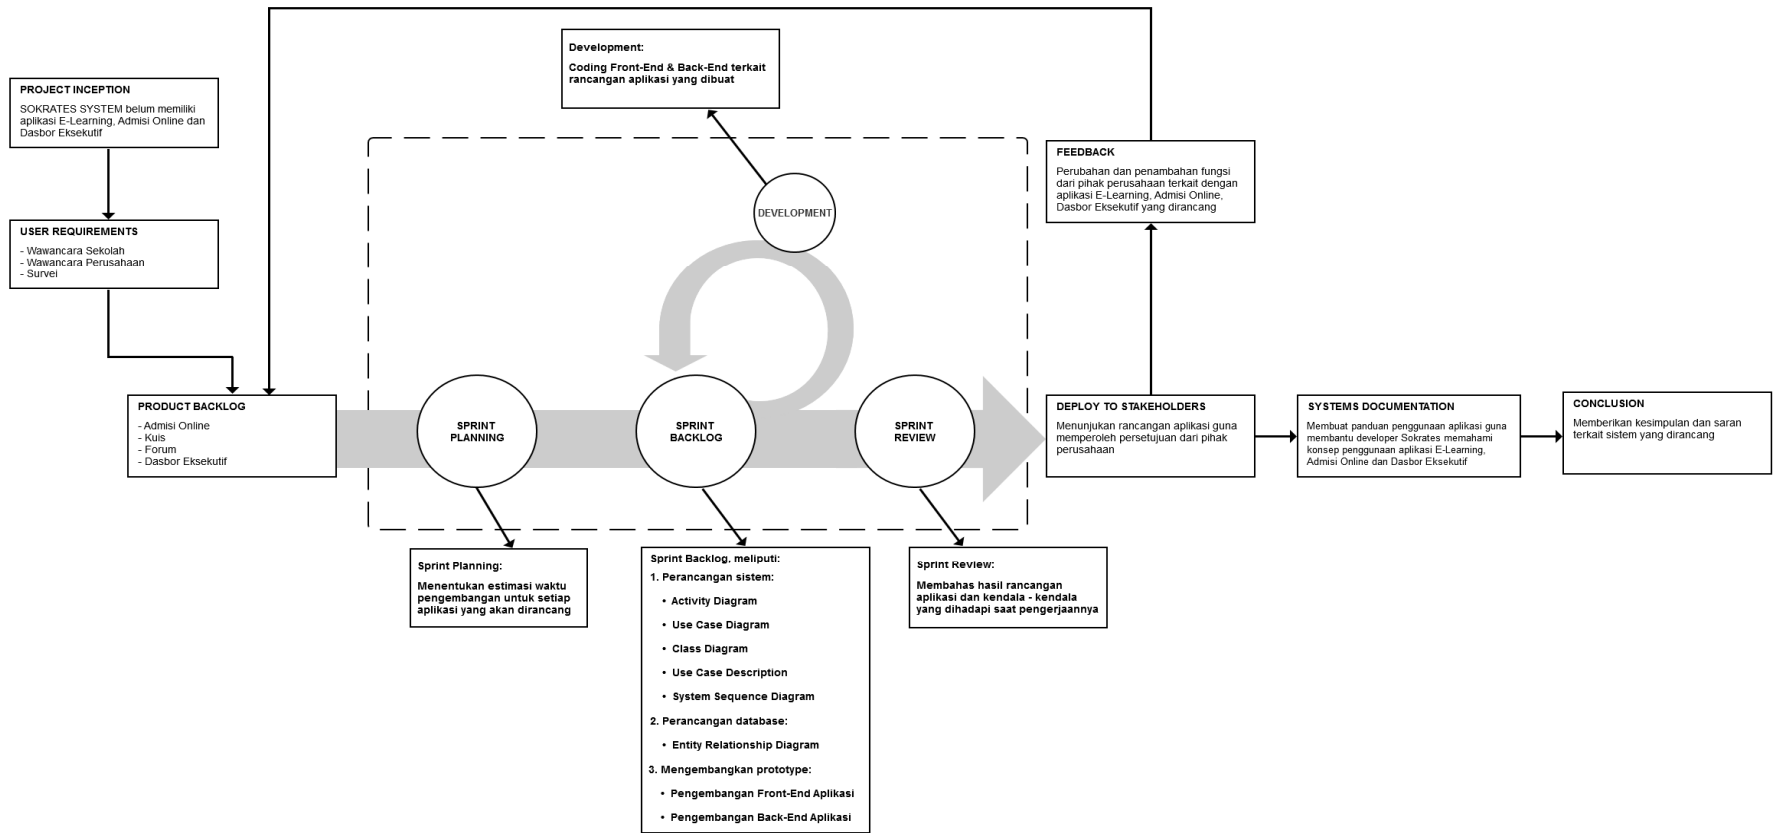 Development:
Coding Front-End & Back-End terkait
rancangan aplikasi yang dibuat
PROJECT INCEPTION
SOKRATES SYSTEM belum memiliki
aplikasi E-Learning, Admisi Online dan
Dasbor Eksekutif
USER REQUIREMENTS
- Wawancara Sekolah
- Wawancara Perusahaan
- Survei
DEVELOPMENT
FEEDBACK
Perubahan dan penambahan fungsi
dari pihak perusahaan terkait dengan
aplikasi E-Learning, Admisi Online,
Dasbor Eksekutif yang dirancang
PRODUCT BACKLOG
- Admisi Online
- Kuis
- Forum
- Dasbor Eksekutif
SPRINT
PLANNING
SPRINT
BACKLOG
SPRINT
REVIEW
DEPLOY TO STAKEHOLDERS
Menunjukan rancangan aplikasi guna
memperoleh persetujuan dari pihak
perusahaan
SYSTEMS DOCUMENTATION
Membuat panduan penggunaan aplikasi guna
membantu developer Sokrates memahami
konsep penggunaan aplikasi E-Learning,
Admisi Online dan Dasbor Eksekutif
CONCLUSION
Memberikan kesimpulan dan saran
terkait sistem yang dirancang
Sprint Planning:
Menentukan estimasi waktu
pengembangan untuk setiap
aplikasi yang akan dirancang
Sprint Backlog, meliputi:
1. Perancangan sistem:
• Activity Diagram
• Use Case Diagram
• Class Diagram
• Use Case Description
• System Sequence Diagram
2. Perancangan database:
• Entity Relationship Diagram
3. Mengembangkan prototype:
• Pengembangan Front-End Aplikasi
• Pengembangan Back-End Aplikasi
Sprint Review:
Membahas hasil rancangan
aplikasi dan kendala - kendala
yang dihadapi saat pengerjaannya